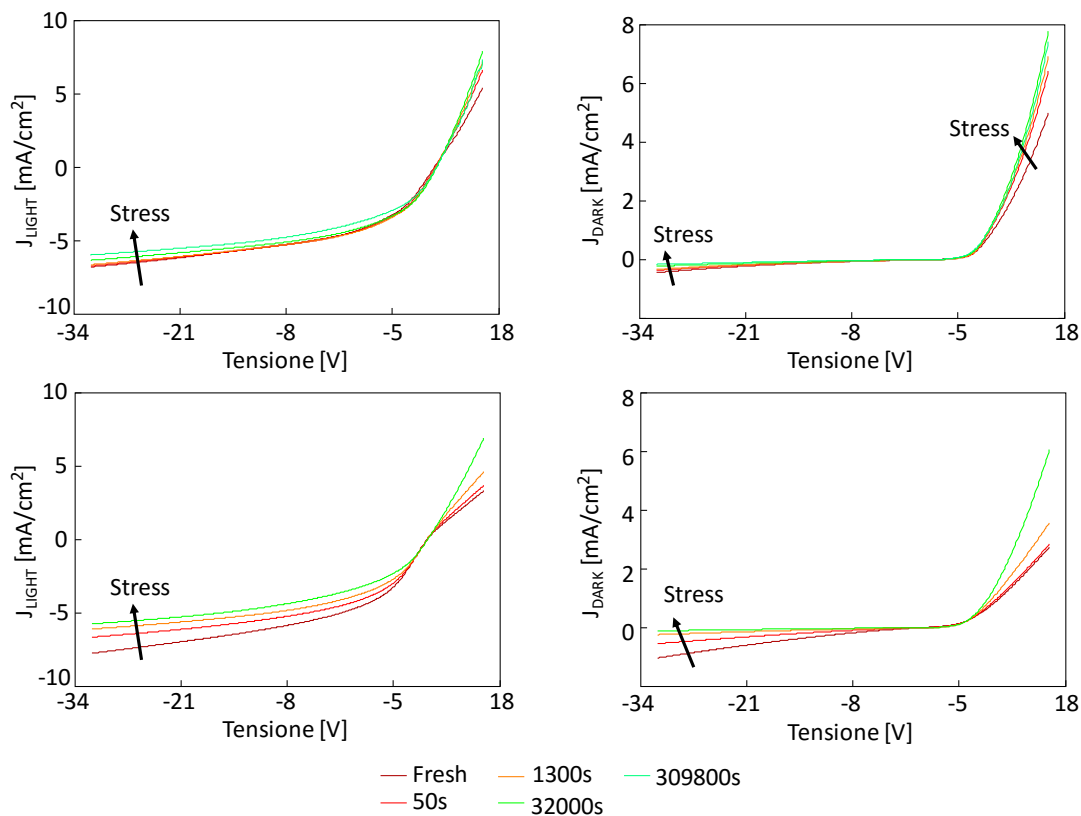 10
5
0
-5
-10
J_LIGHT [mA/cm²]
Stress
-34 -21 -8 -5 18
Tensione [V]
8
6
4
2
0
J_DARK [mA/cm²]
Stress
Stress
-34 -21 -8 -5 18
Tensione [V]
10
5
0
-5
-10
J_LIGHT [mA/cm²]
Stress
-34 -21 -8 -5 18
Tensione [V]
8
6
4
2
0
J_DARK [mA/cm²]
Stress
-34 -21 -8 -5 18
Tensione [V]
Fresh 1300s 309800s
50s 32000s